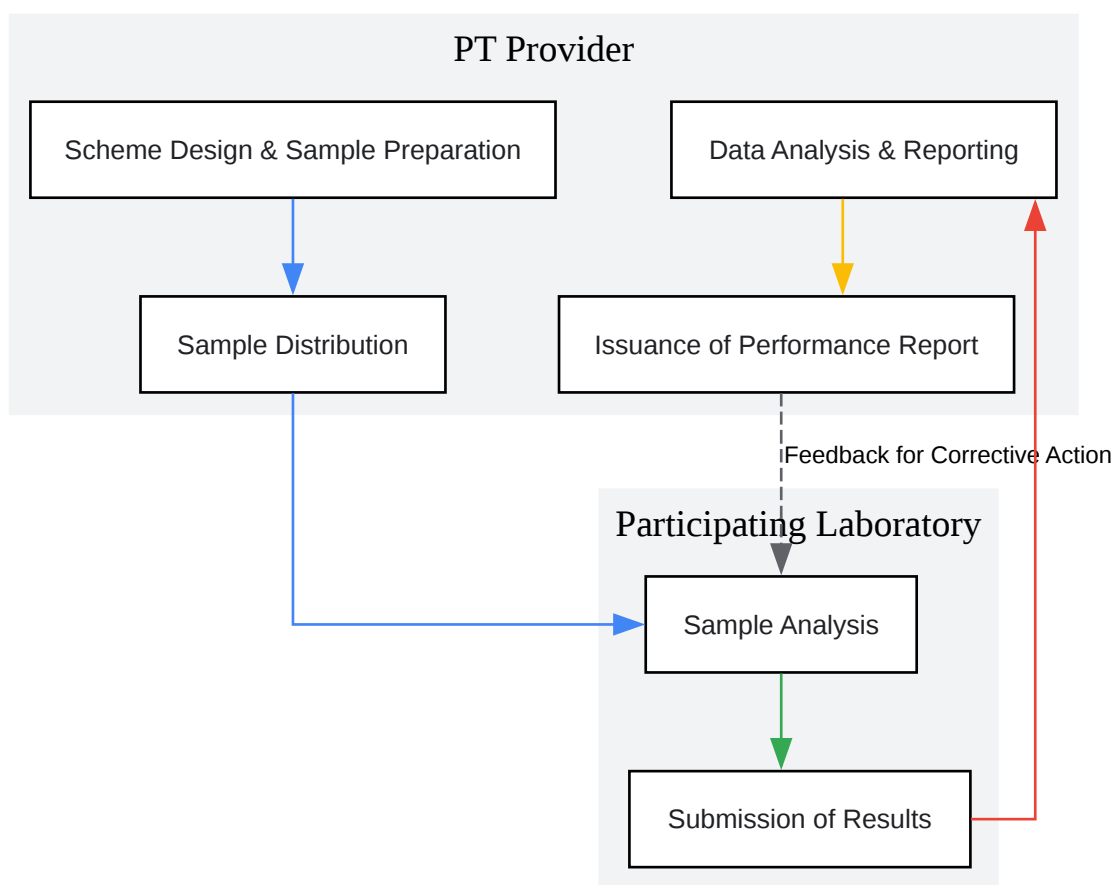 PT Provider
Scheme Design & Sample Preparation
Data Analysis & Reporting
Sample Distribution
Issuance of Performance Report
Feedback for Corrective Action
Participating Laboratory
Sample Analysis
Submission of Results